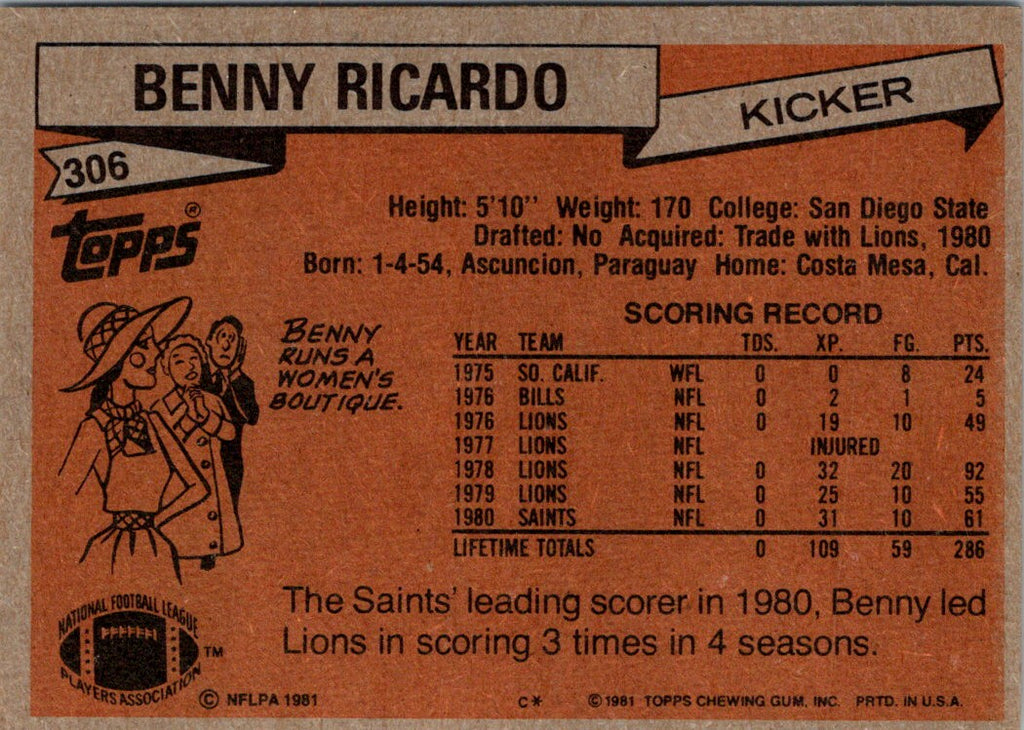 BENNY RICARDO
KICKER
306
Topps®
Height: 5'10" Weight: 170 College: San Diego State
Drafted: No Acquired: Trade with Lions, 1980
Born: 1-4-54, Ascuncion, Paraguay Home: Costa Mesa, Cal.
BENNY
RUNS A
WOMEN'S
BOUTIQUE.
SCORING RECORD
YEAR TEAM TDS. XP. FG. PTS.
1975 SO. CALIF. WFL 0 0 8 24
1976 BILLS NFL 0 2 1 5
1976 LIONS NFL 0 19 10 49
1977 LIONS NFL INJURED
1978 LIONS NFL 0 32 20 92
1979 LIONS NFL 0 25 10 55
1980 SAINTS NFL 0 31 10 61
LIFETIME TOTALS 0 109 59 286
The Saints' leading scorer in 1980, Benny led
Lions in scoring 3 times in 4 seasons.
NATIONAL FOOTBALL LEAGUE
PLAYERS ASSOCIATION
TM
© NFLPA 1981
C*
©1981 TOPPS CHEWING GUM, INC. PRTD. IN U.S.A.